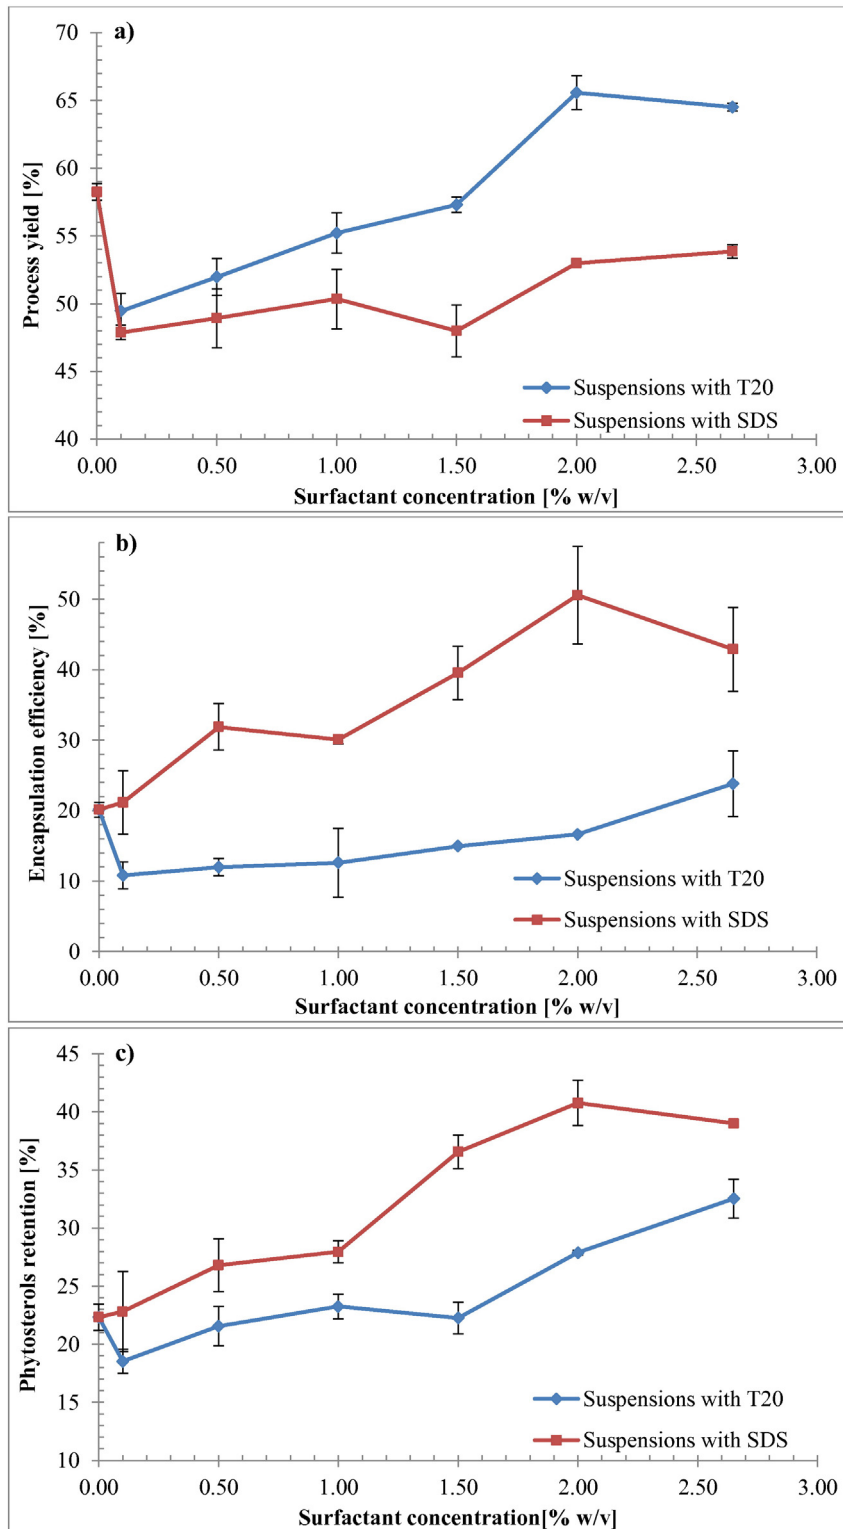 a)
70
65
60
55
50
45
40
Process yield [%]
Suspensions with T20
Suspensions with SDS
0.00 0.50 1.00 1.50 2.00 2.50 3.00
Surfactant concentration [% w/v]
b)
50
40
30
20
10
0
Encapsulation efficiency [%]
Suspensions with T20
Suspensions with SDS
0.00 0.50 1.00 1.50 2.00 2.50 3.00
Surfactant concentration [% w/v]
c)
45
40
35
30
25
20
15
10
Phytosterols retention [%]
Suspensions with T20
Suspensions with SDS
0.00 0.50 1.00 1.50 2.00 2.50 3.00
Surfactant concentration[% w/v]